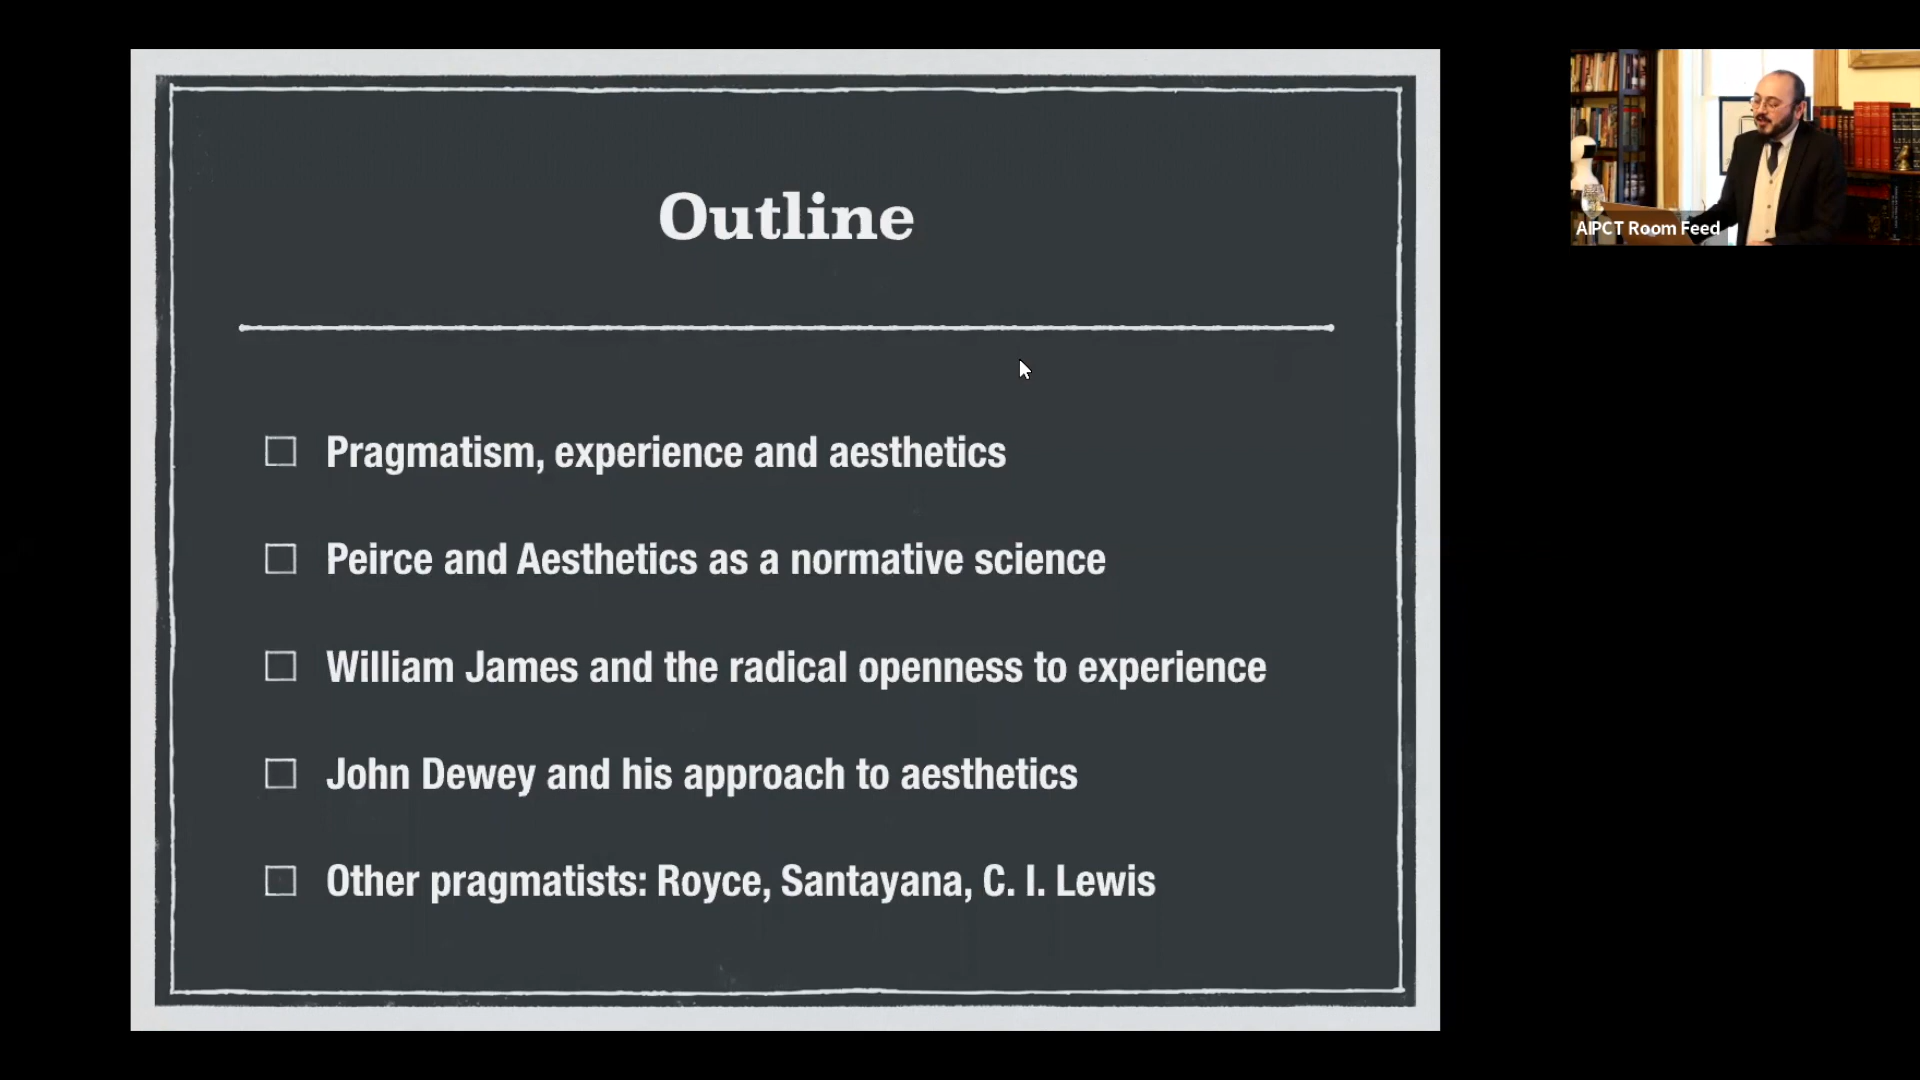 Outline
Pragmatism, experience and aesthetics
Peirce and Aesthetics as a normative science
William James and the radical openness to experience
John Dewey and his approach to aesthetics
Other pragmatists: Royce, Santayana, C. I. Lewis
AIPCT Room Feed